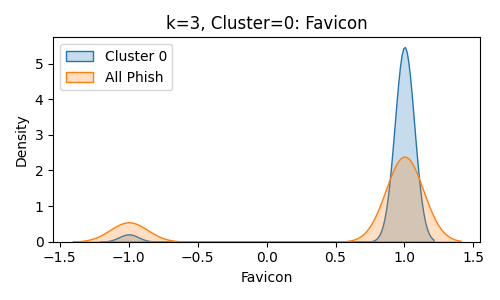 k=3, Cluster=0: Favicon
Cluster 0
All Phish
Density
5
4
3
2
1
0
−1.5
−1.0
−0.5
0.0
0.5
1.0
1.5
Favicon